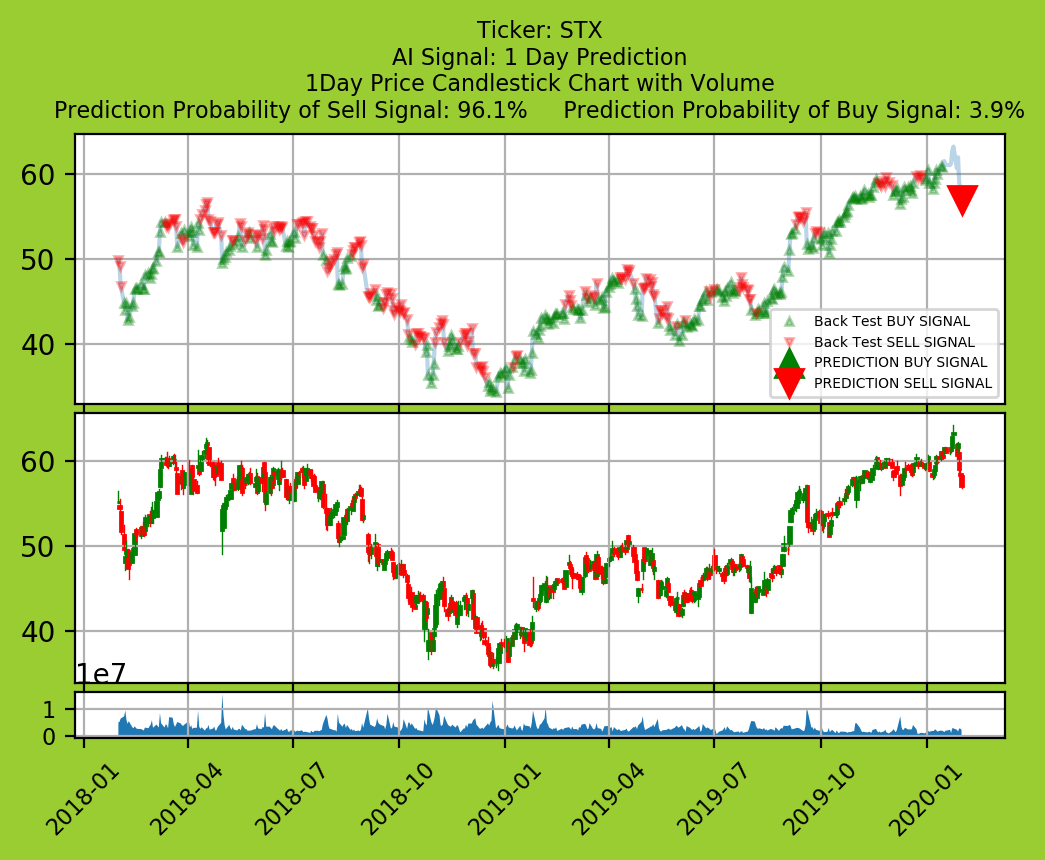 Ticker: STX
AI Signal: 1 Day Prediction
1Day Price Candlestick Chart with Volume
Prediction Probability of Sell Signal: 96.1% Prediction Probability of Buy Signal: 3.9%
60
50
40
Back Test BUY SIGNAL
Back Test SELL SIGNAL
PREDICTION BUY SIGNAL
PREDICTION SELL SIGNAL
60
50
40
1e7
1
0
2018-01
2018-04
2018-07
2018-10
2019-01
2019-04
2019-07
2019-10
2020-01